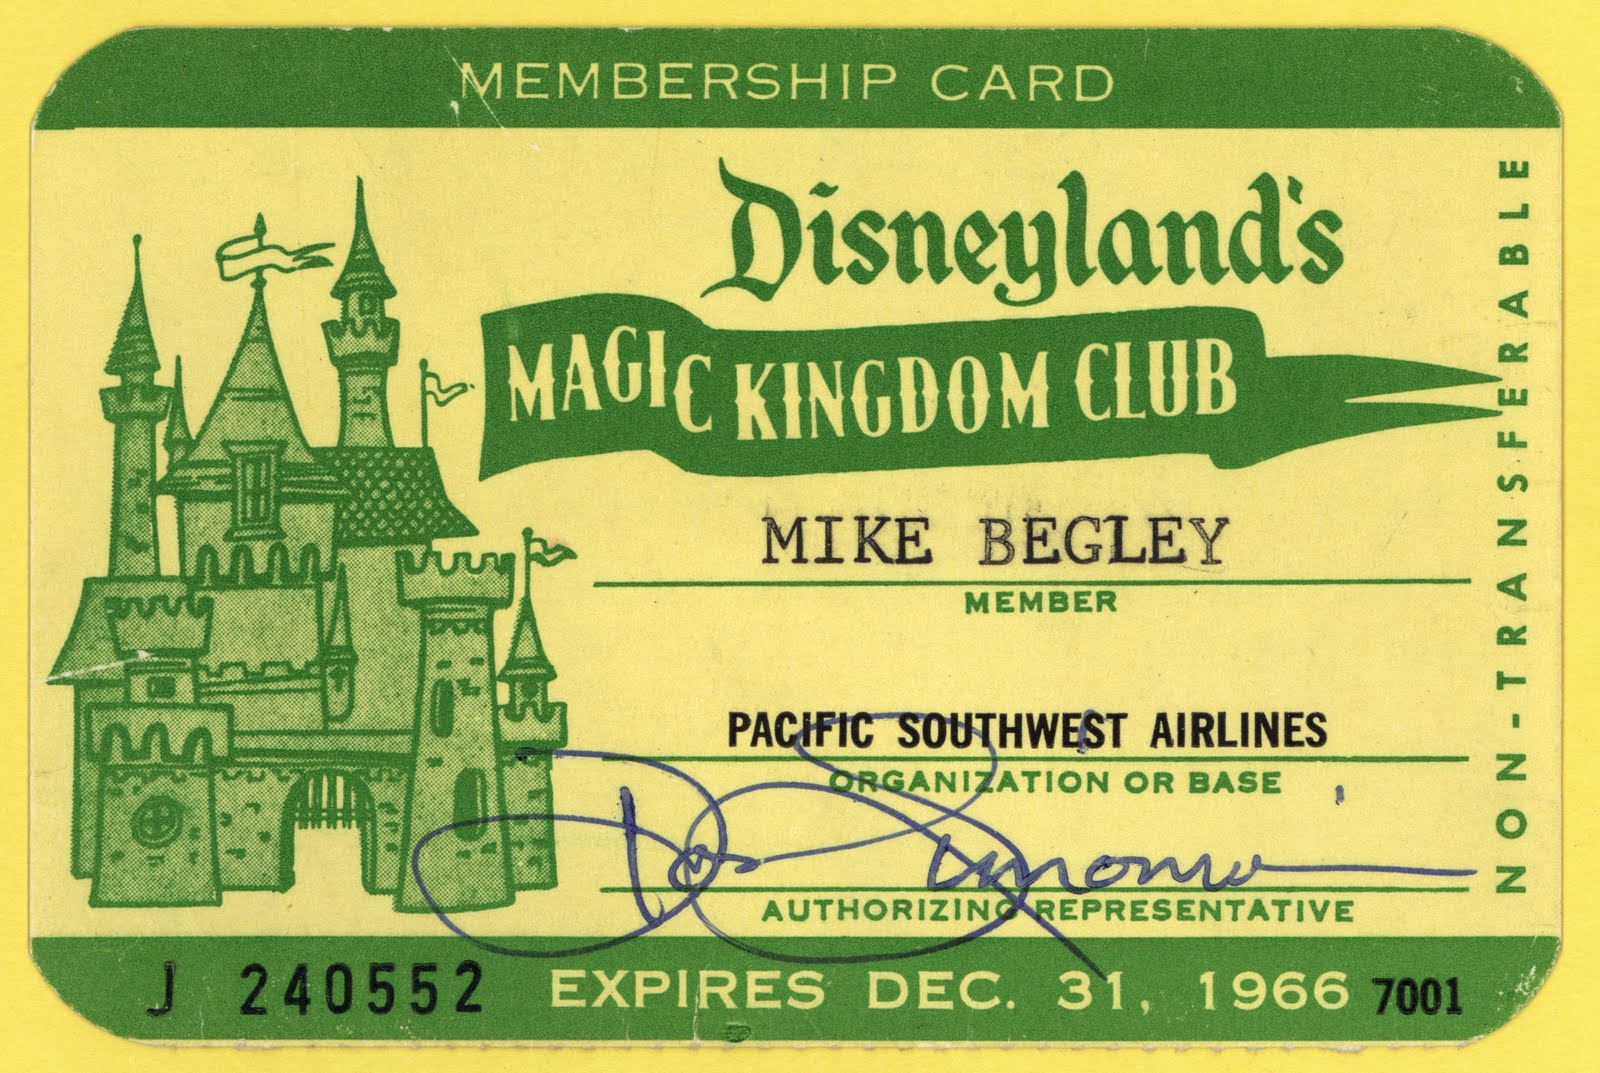 MEMBERSHIP CARD
Disneyland's
MAGIC KINGDOM CLUB
MIKE BEGLEY
MEMBER
PACIFIC SOUTHWEST AIRLINES
ORGANIZATION OR BASE
AUTHORIZING REPRESENTATIVE
J 240552 EXPIRES DEC. 31, 1966 7001
NON-TRANSFERABLE